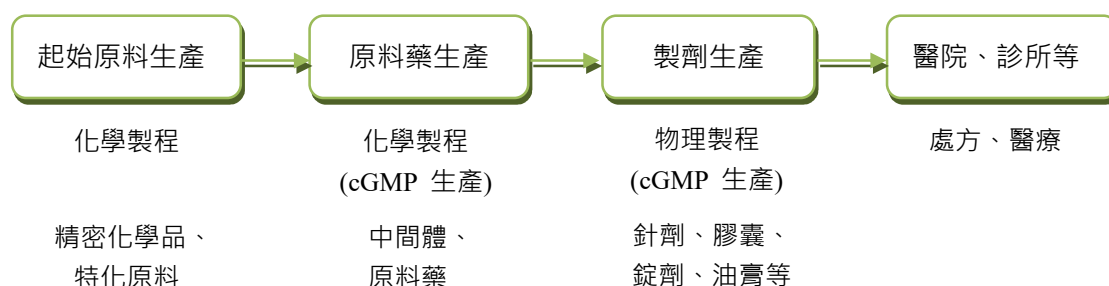 起始原料生產
原料藥生產
製劑生產
醫院、診所等
化學製程
化學製程
(cGMP 生產)
物理製程
(cGMP 生產)
處方、醫療
精密化學品、
特化原料
中間體、
原料藥
針劑、膠囊、
錠劑、油膏等